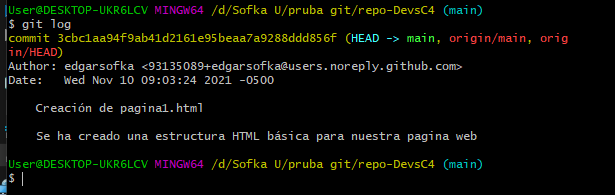 User@DESKTOP-UKR6LCV MINGW64 /d/Sofka U/pruba git/repo-DevsC4 (main)
$ git log
commit 3cbc1aa94f9ab41d2161e95beaa7a9288ddd856f (HEAD -> main, origin/main, orig
in/HEAD)
Author: edgarsofka <93135089+edgarsofka@users.noreply.github.com>
Date:   Wed Nov 10 09:03:24 2021 -0500
    Creación de pagina1.html
    Se ha creado una estructura HTML básica para nuestra pagina web
User@DESKTOP-UKR6LCV MINGW64 /d/Sofka U/pruba git/repo-DevsC4 (main)
$